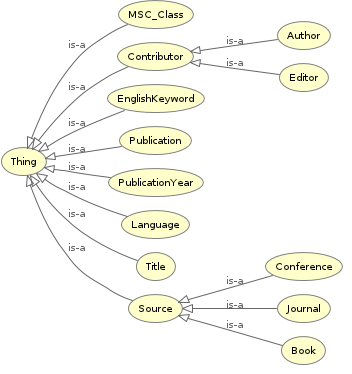 MSC_Class
is-a
Author
is-a
Contributor
is-a
is-a
Editor
EnglishKeyword
is-a
Publication
is-a
Thing
is-a
PublicationYear
is-a
Language
is-a
Title
is-a
Conference
is-a
Source
is-a
Journal
is-a
Book